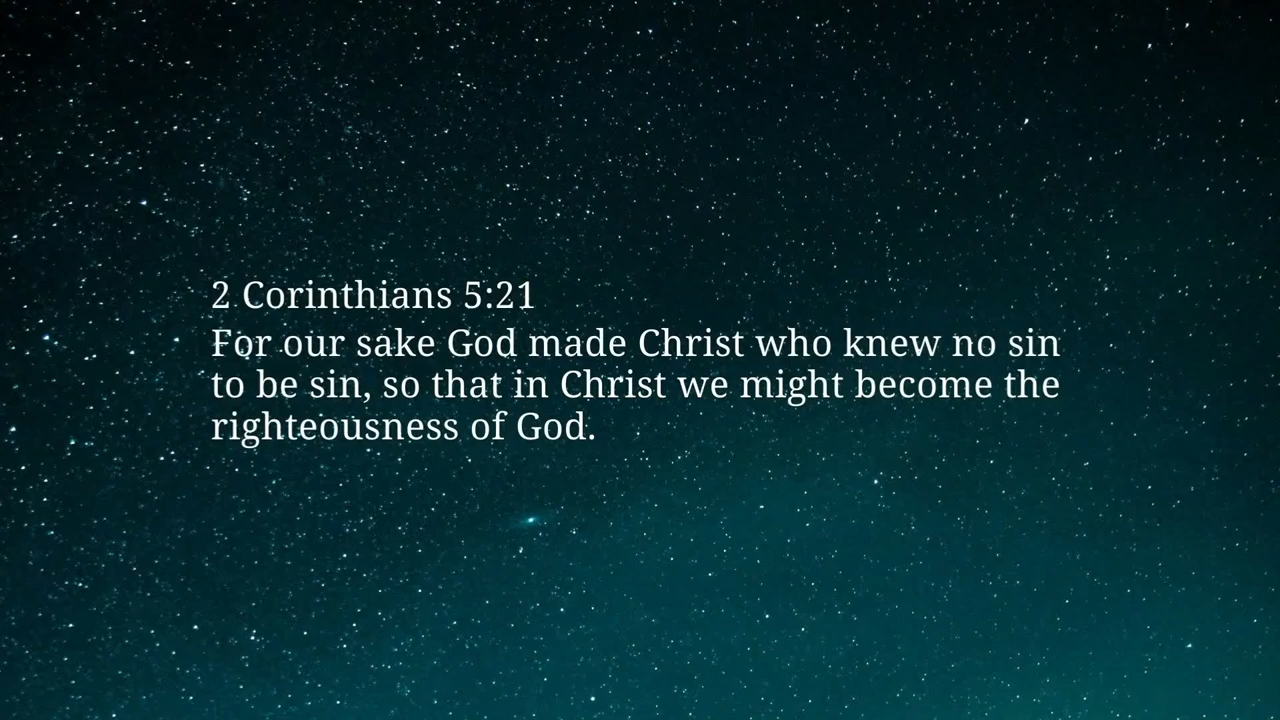 2 Corinthians 5:21
For our sake God made Christ who knew no sin
to be sin, so that in Christ we might become the
righteousness of God.